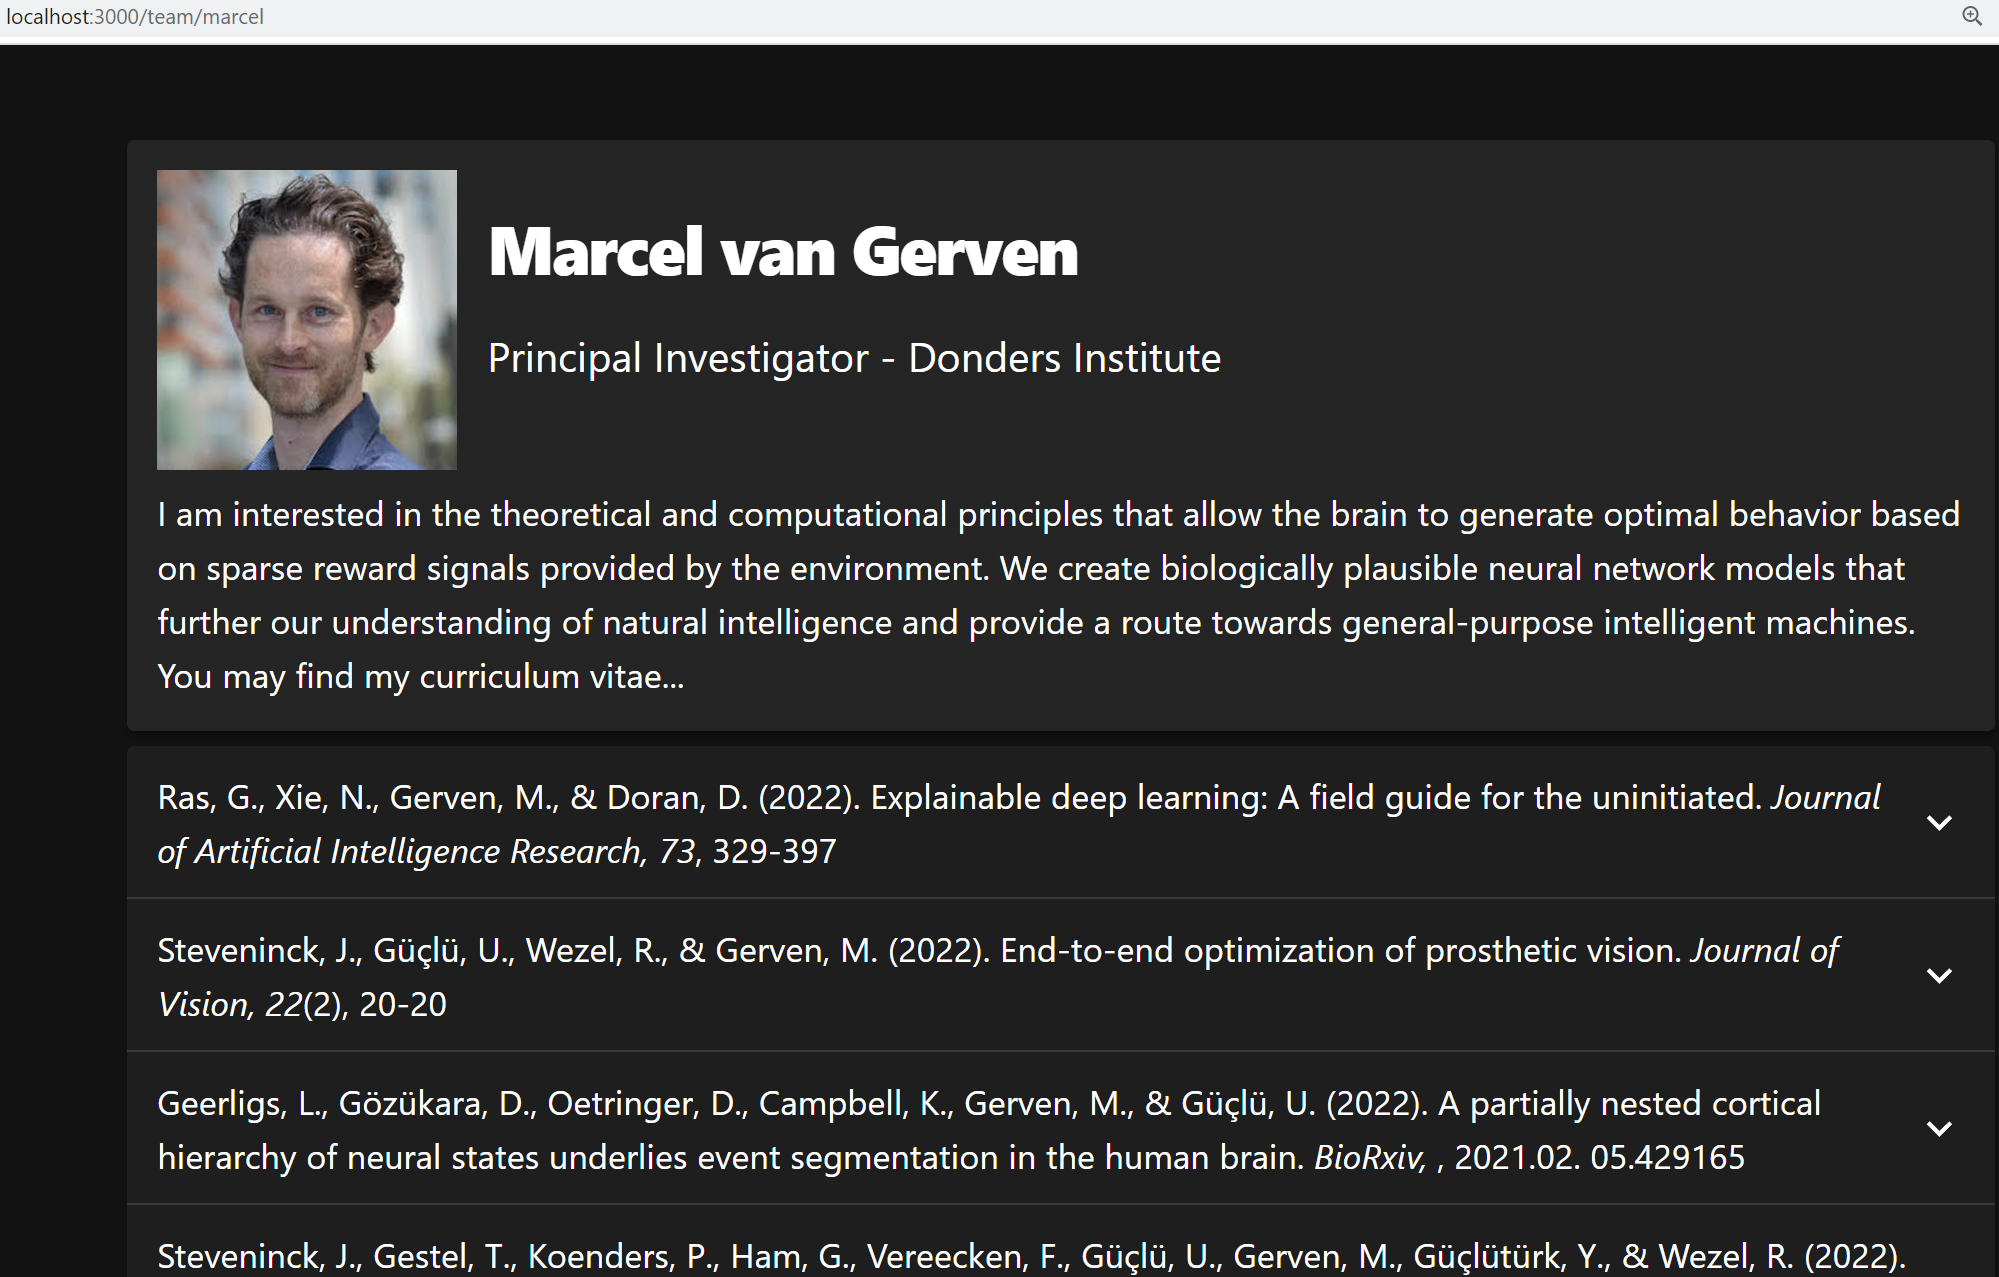 localhost:3000/team/marcel
Marcel van Gerven
Principal Investigator - Donders Institute
I am interested in the theoretical and computational principles that allow the brain to generate optimal behavior based
on sparse reward signals provided by the environment. We create biologically plausible neural network models that
further our understanding of natural intelligence and provide a route towards general-purpose intelligent machines.
You may find my curriculum vitae...
Ras, G., Xie, N., Gerven, M., & Doran, D. (2022). Explainable deep learning: A field guide for the uninitiated. Journal
of Artificial Intelligence Research, 73, 329-397
Steveninck, J., Güçlü, U., Wezel, R., & Gerven, M. (2022). End-to-end optimization of prosthetic vision. Journal of
Vision, 22(2), 20-20
Geerligs, L., Gözükara, D., Oetringer, D., Campbell, K., Gerven, M., & Güçlü, U. (2022). A partially nested cortical
hierarchy of neural states underlies event segmentation in the human brain. BioRxiv, , 2021.02. 05.429165
Steveninck, J., Gestel, T., Koenders, P., Ham, G., Vereecken, F., Güçlü, U., Gerven, M., Güçlütürk, Y., & Wezel, R. (2022).